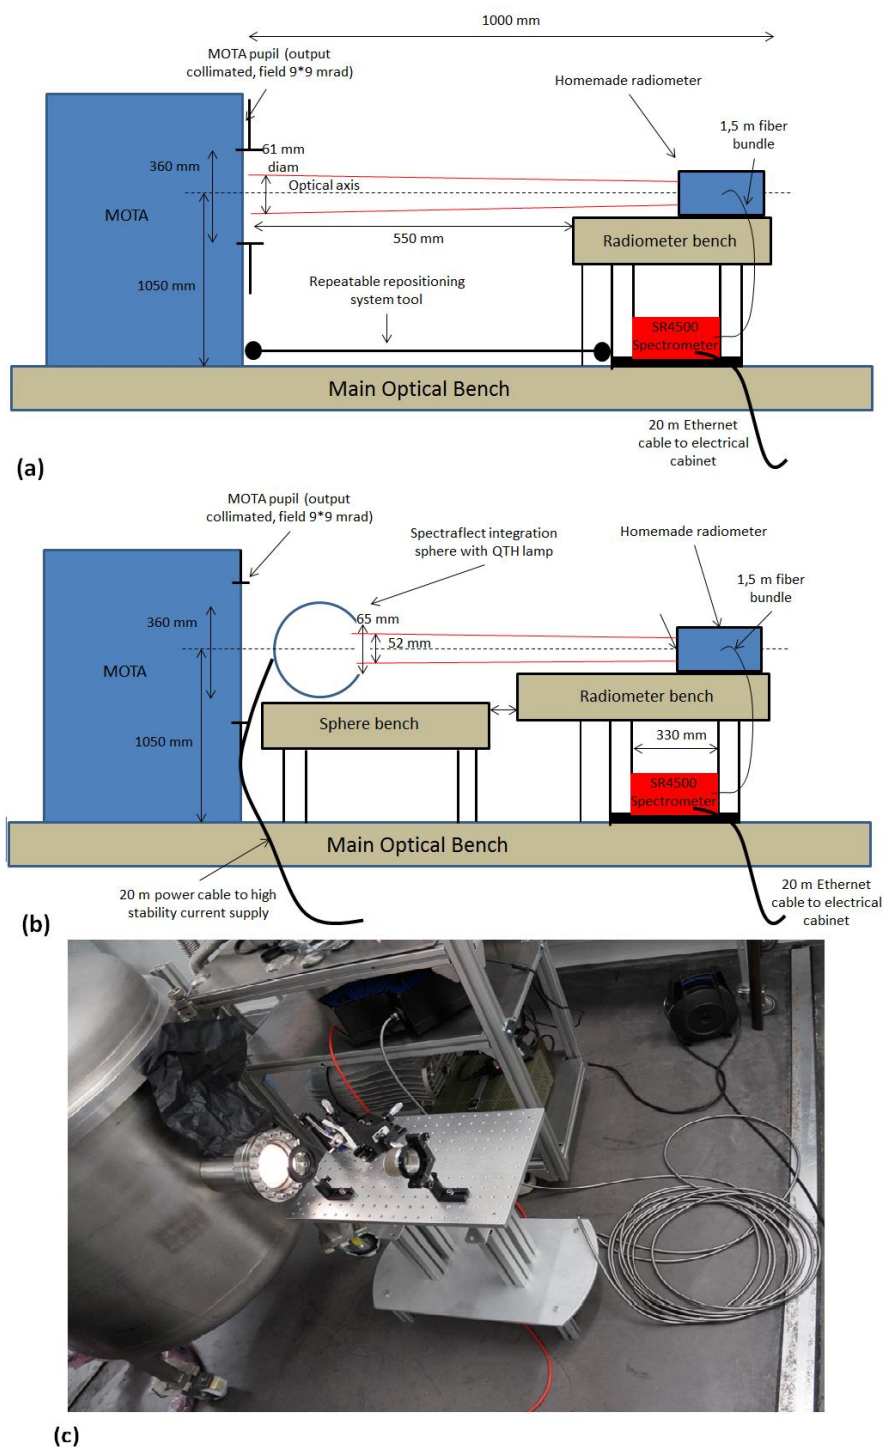 1000 mm
MOTA pupil (output
collimated, field 9*9 mrad)
Homemade radiometer
1,5 m fiber
bundle
61 mm
diam
360 mm
Optical axis
MOTA
550 mm
Radiometer bench
1050 mm
Repeatable repositioning
system tool
SR4500
Spectrometer
Main Optical Bench
20 m Ethernet
cable to electrical
cabinet
(a)
MOTA pupil (output
collimated, field 9*9 mrad)
Spectraflect integration
sphere with QTH lamp
Homemade radiometer
1,5 m fiber
bundle
360 mm
65 mm
52 mm
MOTA
Radiometer bench
Sphere bench
1050 mm
330 mm
SR4500
Spectrometer
Main Optical Bench
20 m power cable to high
stability current supply
20 m Ethernet
cable to electrical
cabinet
(b)
(c)